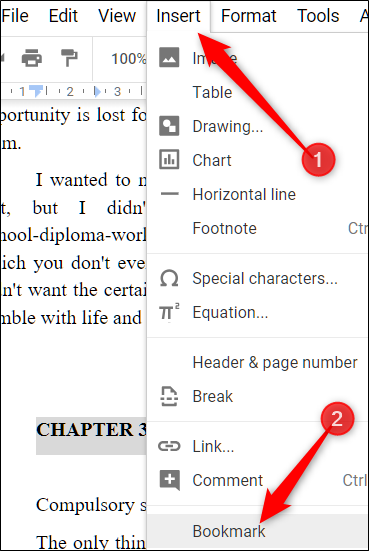 File Edit View Insert Format Tools A
100%
1 1 2 3
Image
portunity is lost fo
Table
m.
Drawing...
1
Chart
I wanted to m
Horizontal line
t, but I didn'
Footnote Ctr
hool-diploma-work
ich you don't eve
Special characters...
n't want the certai
Equation...
mble with life and
Header & page number
Break
2
CHAPTER 3
Link...
Comment Ctrl
Compulsory s
Bookmark
The only thin